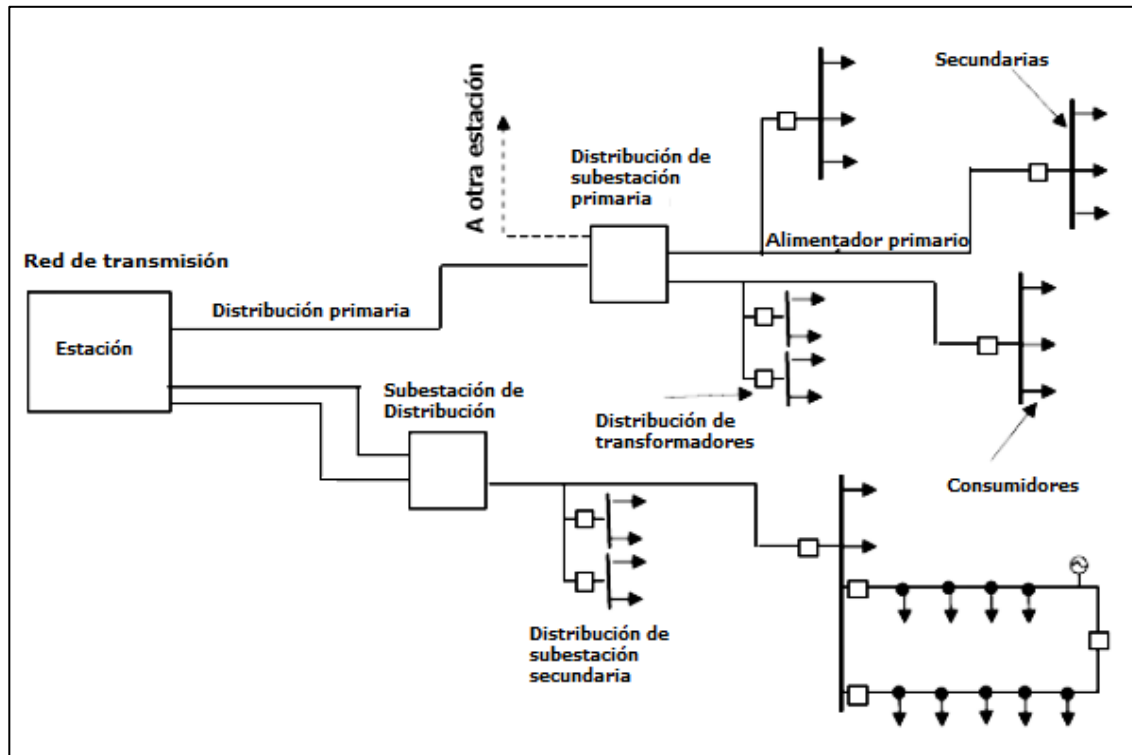 Secundarias
A otra estación
Distribución de
subestación
primaria
Alimentador primario
Red de transmisión
Distribución primaria
Estación
Subestación de
Distribución
Distribución de
transformadores
Consumidores
Distribución de
subestación
secundaria